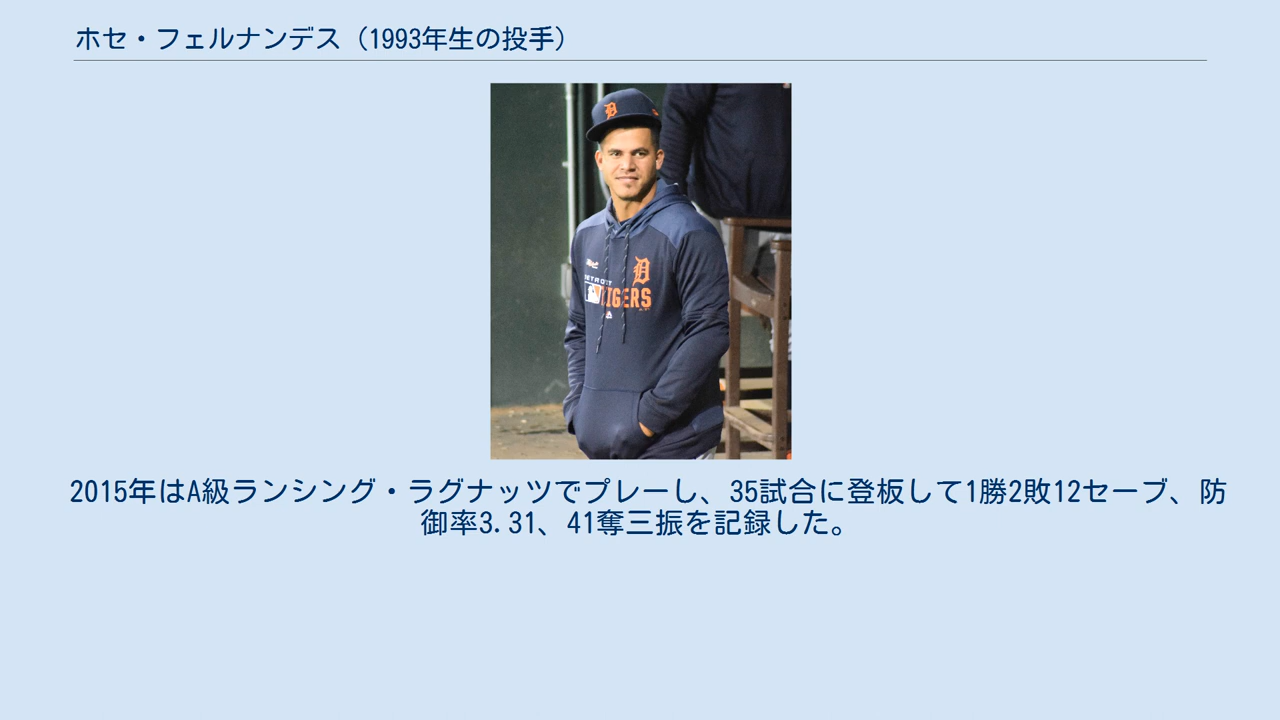 ホセ・フェルナンデス（1993年生の投手）
D
DETROIT
D
TIGERS
2015年はA級ランシング・ラグナッツでプレーし、35試合に登板して1勝2敗12セーブ、防
御率3.31、41奪三振を記録した。